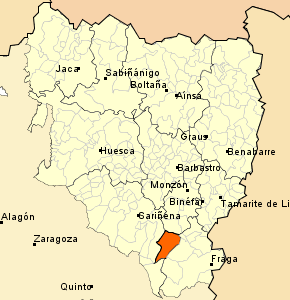 Jaca
Sabiñánigo
Boltaña
Aínsa
Graus
Huesca
Benabarre
Barbastro
Monzón
Binéfar
Tamarite de Li
Sariñena
Alagón
Zaragoza
Fraga
Quinto